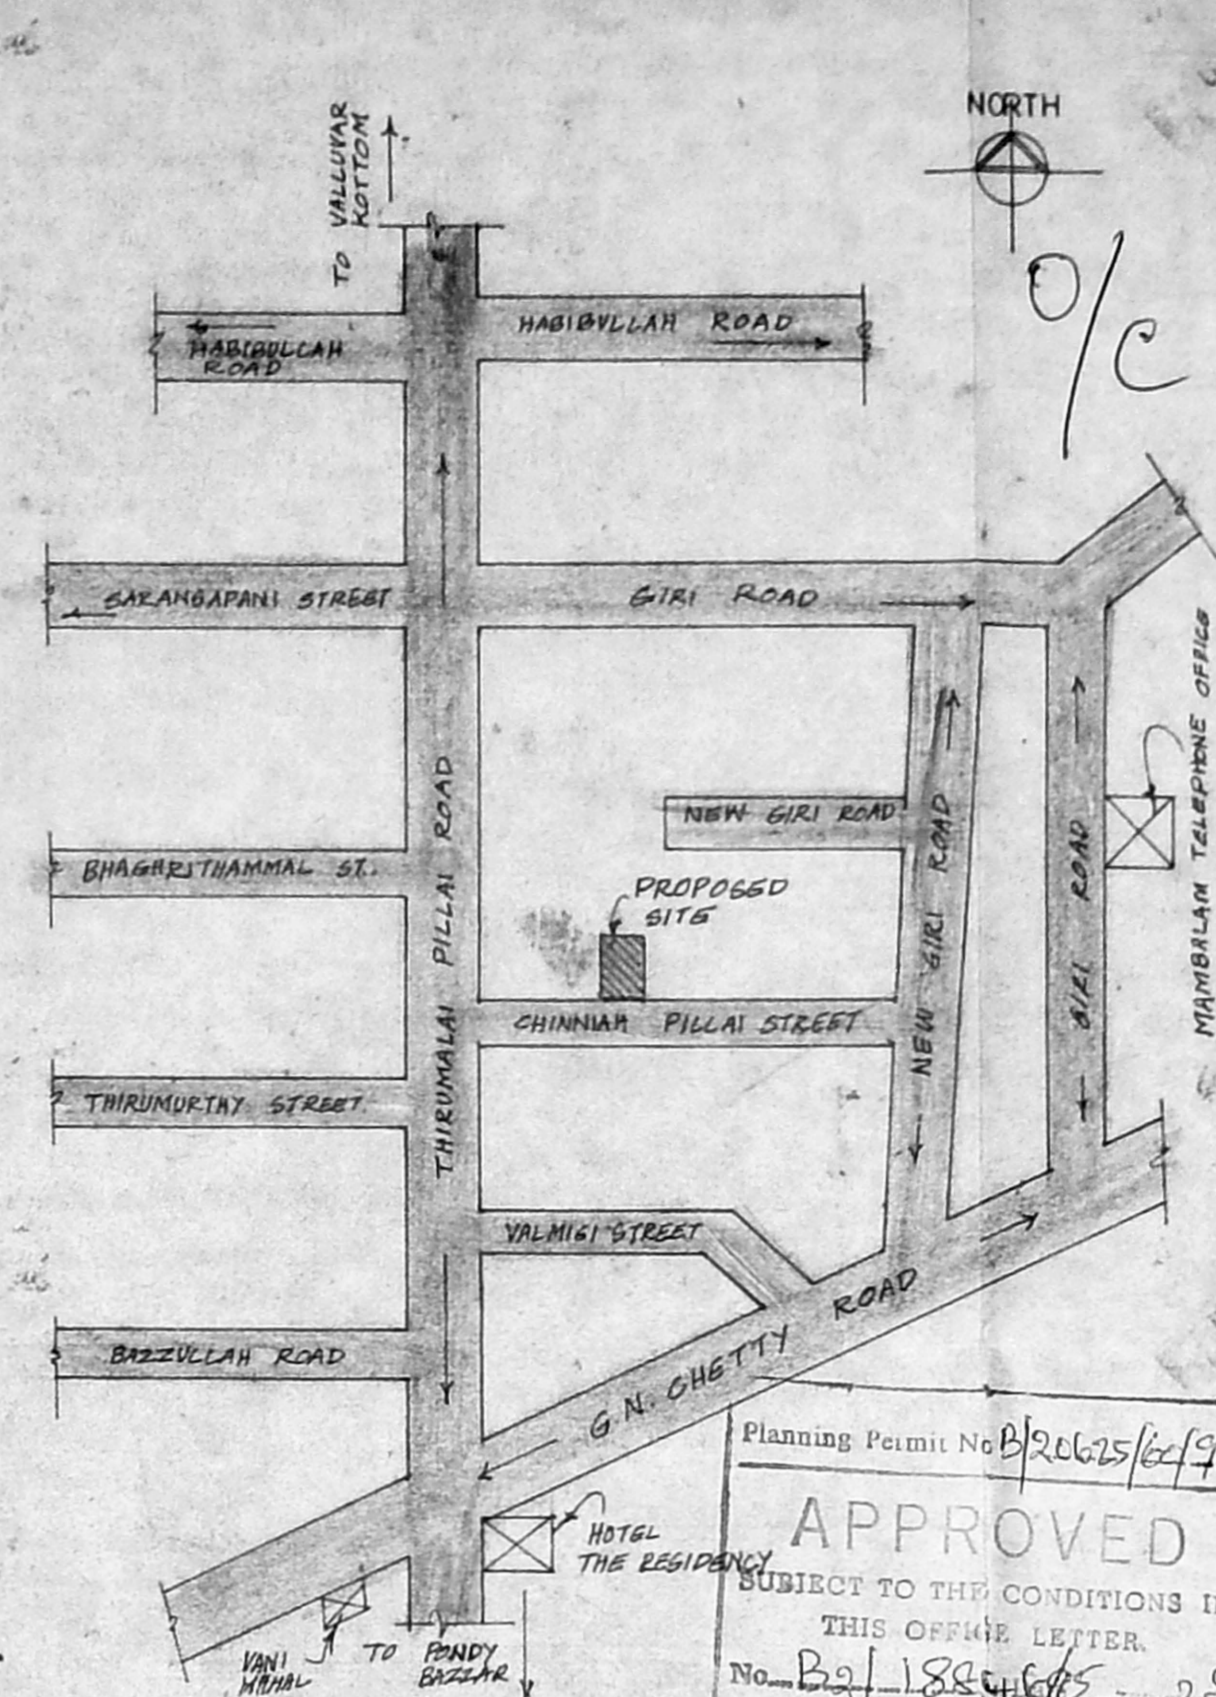 NORTH
TO VALLUVAR
KOTTOM
O/C
HABIBULLAH
ROAD
HABIBULLAH ROAD
SARANGAPANI STREET
GIRI ROAD
MAMBALAM TELEPHONE OFFICE
THIRUMALAI PILLAI ROAD
NEW GIRI ROAD
NEW GIRI ROAD
GIRI ROAD
BHAGHRITHAMMAL ST.
PROPOSED
SITE
CHINNIAH PILLAI STREET
THIRUMURTHY STREET
VALMIGI STREET
BAZZULLAH ROAD
G.N. CHETTY ROAD
HOTEL
THE RESIDENCY
VANI
MAHAL
TO PONDY
BAZZAR
Planning Permit No B/20625/
APPROVED
SUBJECT TO THE CONDITIONS I
THIS OFFICE LETTER.
No. B2/